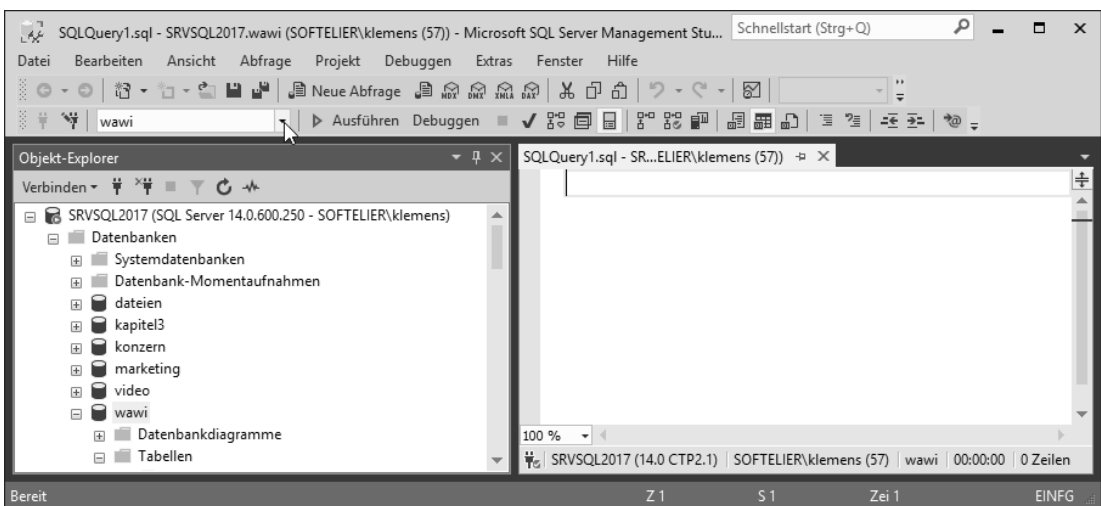 SQLQuery1.sql - SRVSQL2017.wawi (SOFTELIER\klemens (57)) - Microsoft SQL Server Management Stu...
Schnellstart (Strg+Q)
Datei Bearbeiten Ansicht Abfrage Projekt Debuggen Extras Fenster Hilfe
Neue Abfrage MDX DMX XMLA DAX
wawi Ausführen Debuggen
Objekt-Explorer
SQLQuery1.sql - SR...ELIER\klemens (57))
Verbinden
SRVSQL2017 (SQL Server 14.0.600.250 - SOFTELIER\klemens)
Datenbanken
Systemdatenbanken
Datenbank-Momentaufnahmen
dateien
kapitel3
konzern
marketing
video
wawi
Datenbankdiagramme
Tabellen
100 %
SRVSQL2017 (14.0 CTP2.1) SOFTELIER\klemens (57) wawi 00:00:00 0 Zeilen
Bereit Z 1 S 1 Zei 1 EINFG